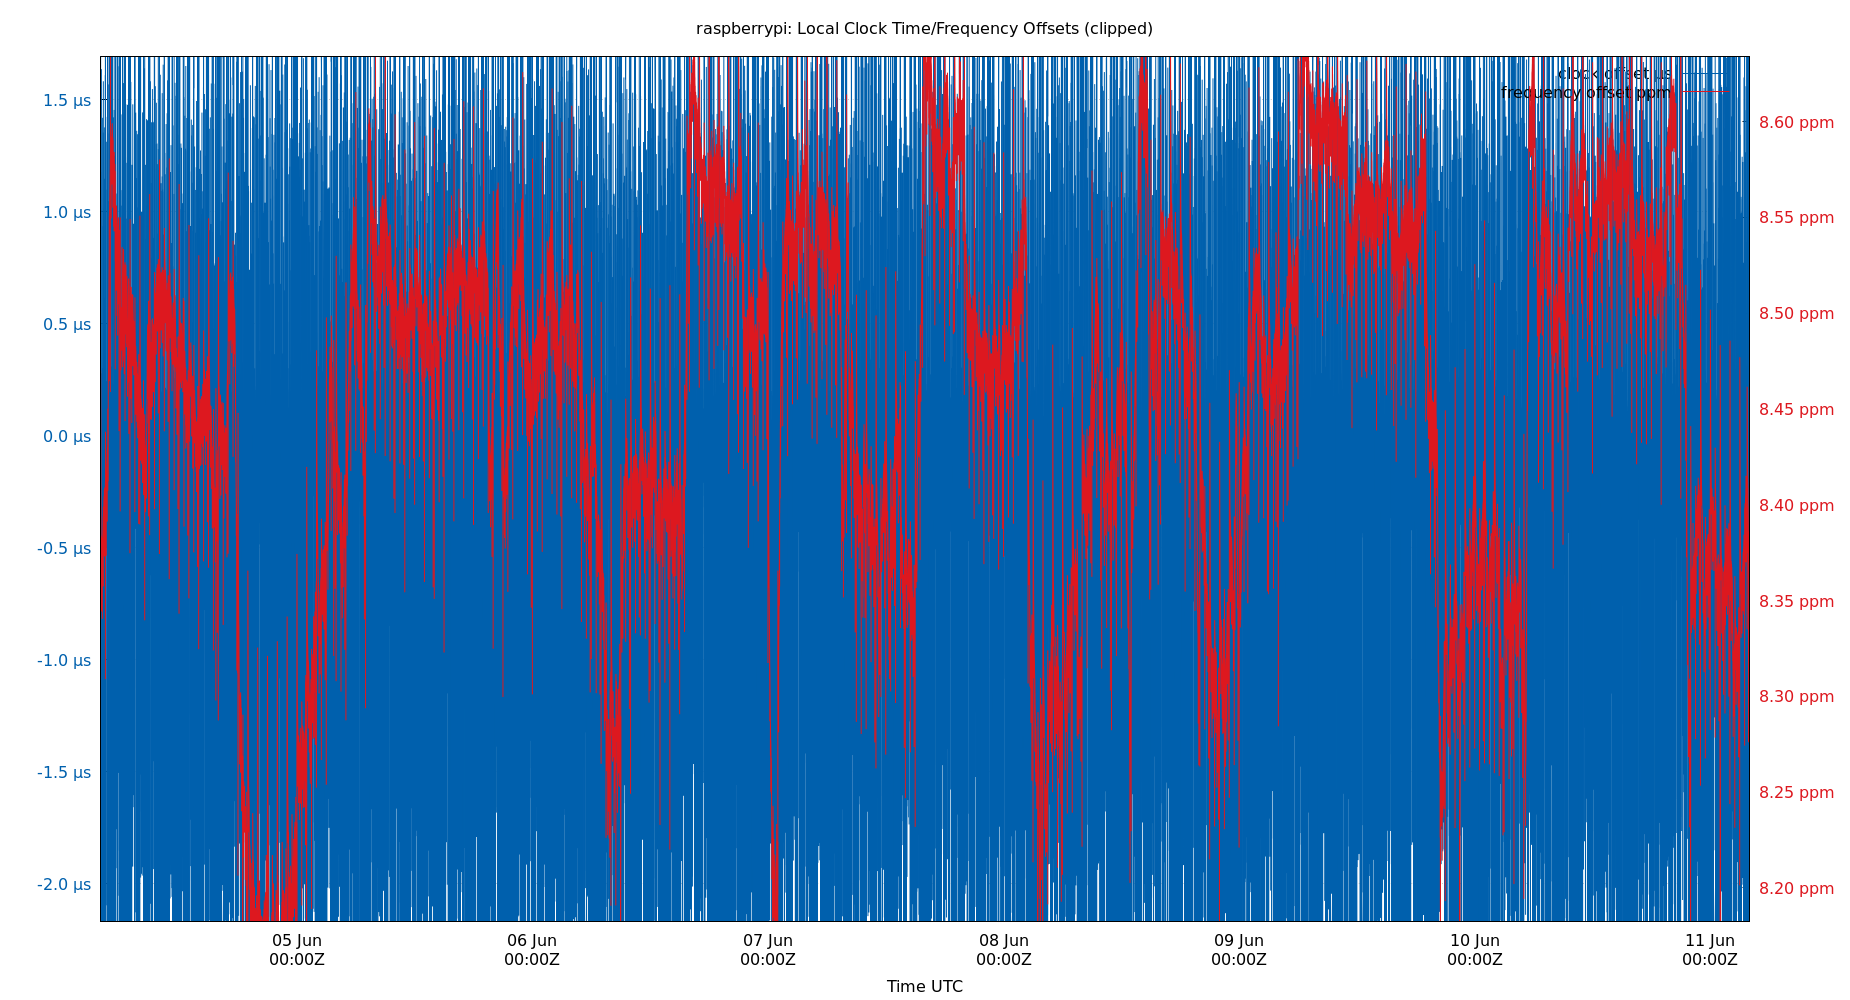 raspberrypi: Local Clock Time/Frequency Offsets (clipped)
clock offset µs
frequency offset ppm
1.5 µs
1.0 µs
0.5 µs
0.0 µs
-0.5 µs
-1.0 µs
-1.5 µs
-2.0 µs
8.60 ppm
8.55 ppm
8.50 ppm
8.45 ppm
8.40 ppm
8.35 ppm
8.30 ppm
8.25 ppm
8.20 ppm
05 Jun
00:00Z
06 Jun
00:00Z
07 Jun
00:00Z
08 Jun
00:00Z
09 Jun
00:00Z
10 Jun
00:00Z
11 Jun
00:00Z
Time UTC